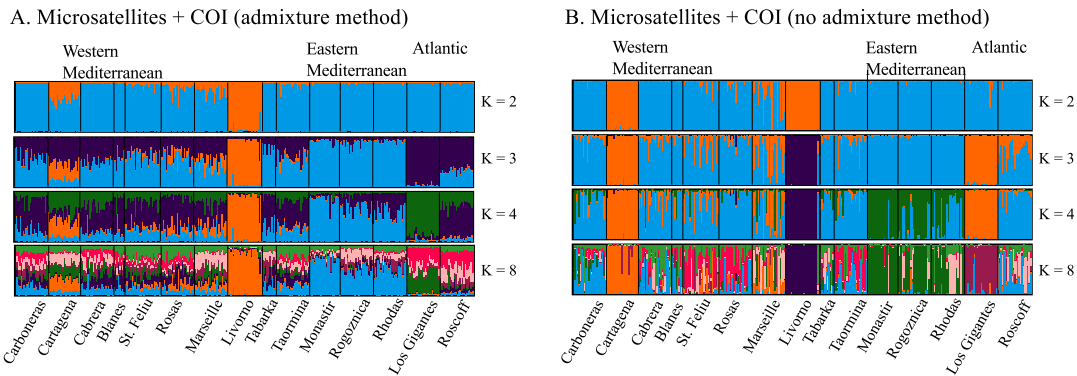 A. Microsatellites + COI (admixture method)
Western
Mediterranean
Eastern
Mediterranean
Atlantic
K = 2
K = 3
K = 4
K = 8
Carboneras
Cartagena
Cabrera
Blanes
St. Feliu
Rosas
Marseille
Livorno
Tabarka
Taormina
Monastir
Rogoznica
Rhodas
Los Gigantes
Roscoff
B. Microsatellites + COI (no admixture method)
Western
Mediterranean
Eastern
Mediterranean
Atlantic
K = 2
K = 3
K = 4
K = 8
Carboneras
Cartagena
Cabrera
Blanes
St. Feliu
Rosas
Marseille
Livorno
Tabarka
Taormina
Monastir
Rogoznica
Rhodas
Los Gigantes
Roscoff